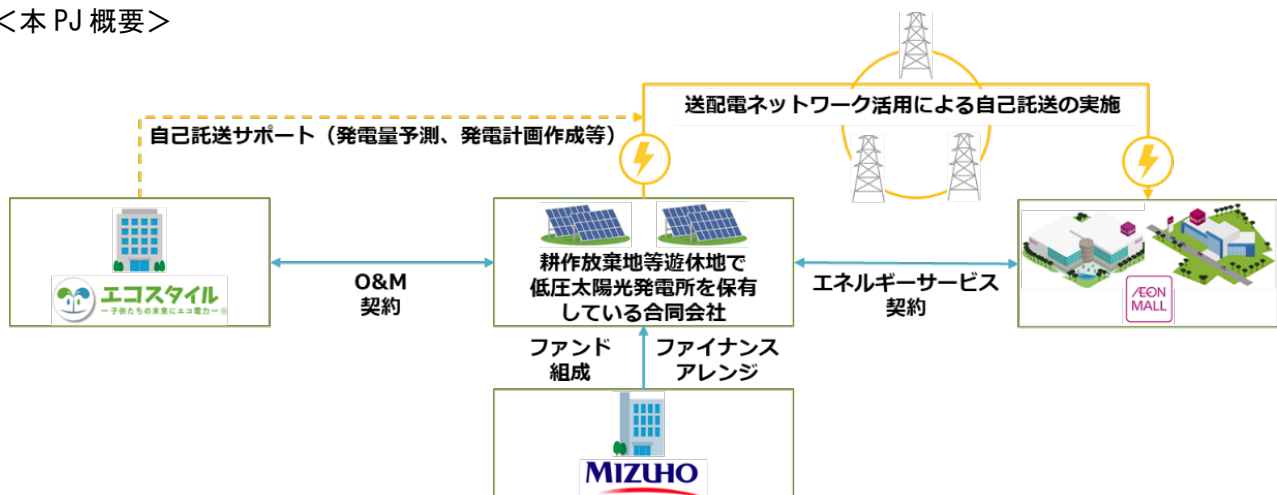 ＜本PJ概要＞
送配電ネットワーク活用による自己託送の実施
自己託送サポート（発電量予測、発電計画作成等）
エコスタイル
ー子供たちの未来にエコ電力ー®
O&M
契約
耕作放棄地等遊休地で
低圧太陽光発電所を保有
している合同会社
エネルギーサービス
契約
ÆON
MALL
ファンド
組成
ファイナンス
アレンジ
MIZUHO